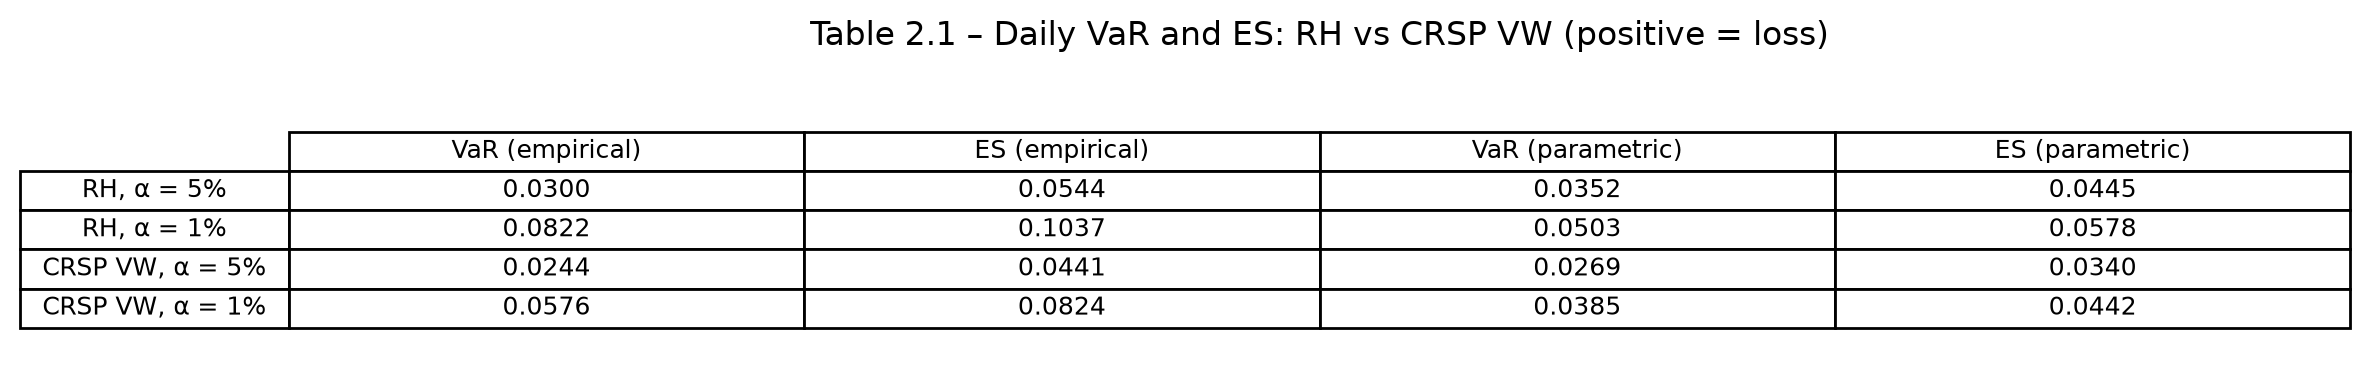 Table 2.1 – Daily VaR and ES: RH vs CRSP VW (positive = loss)
VaR (empirical) ES (empirical) VaR (parametric) ES (parametric)
RH, α = 5% 0.0300 0.0544 0.0352 0.0445
RH, α = 1% 0.0822 0.1037 0.0503 0.0578
CRSP VW, α = 5% 0.0244 0.0441 0.0269 0.0340
CRSP VW, α = 1% 0.0576 0.0824 0.0385 0.0442